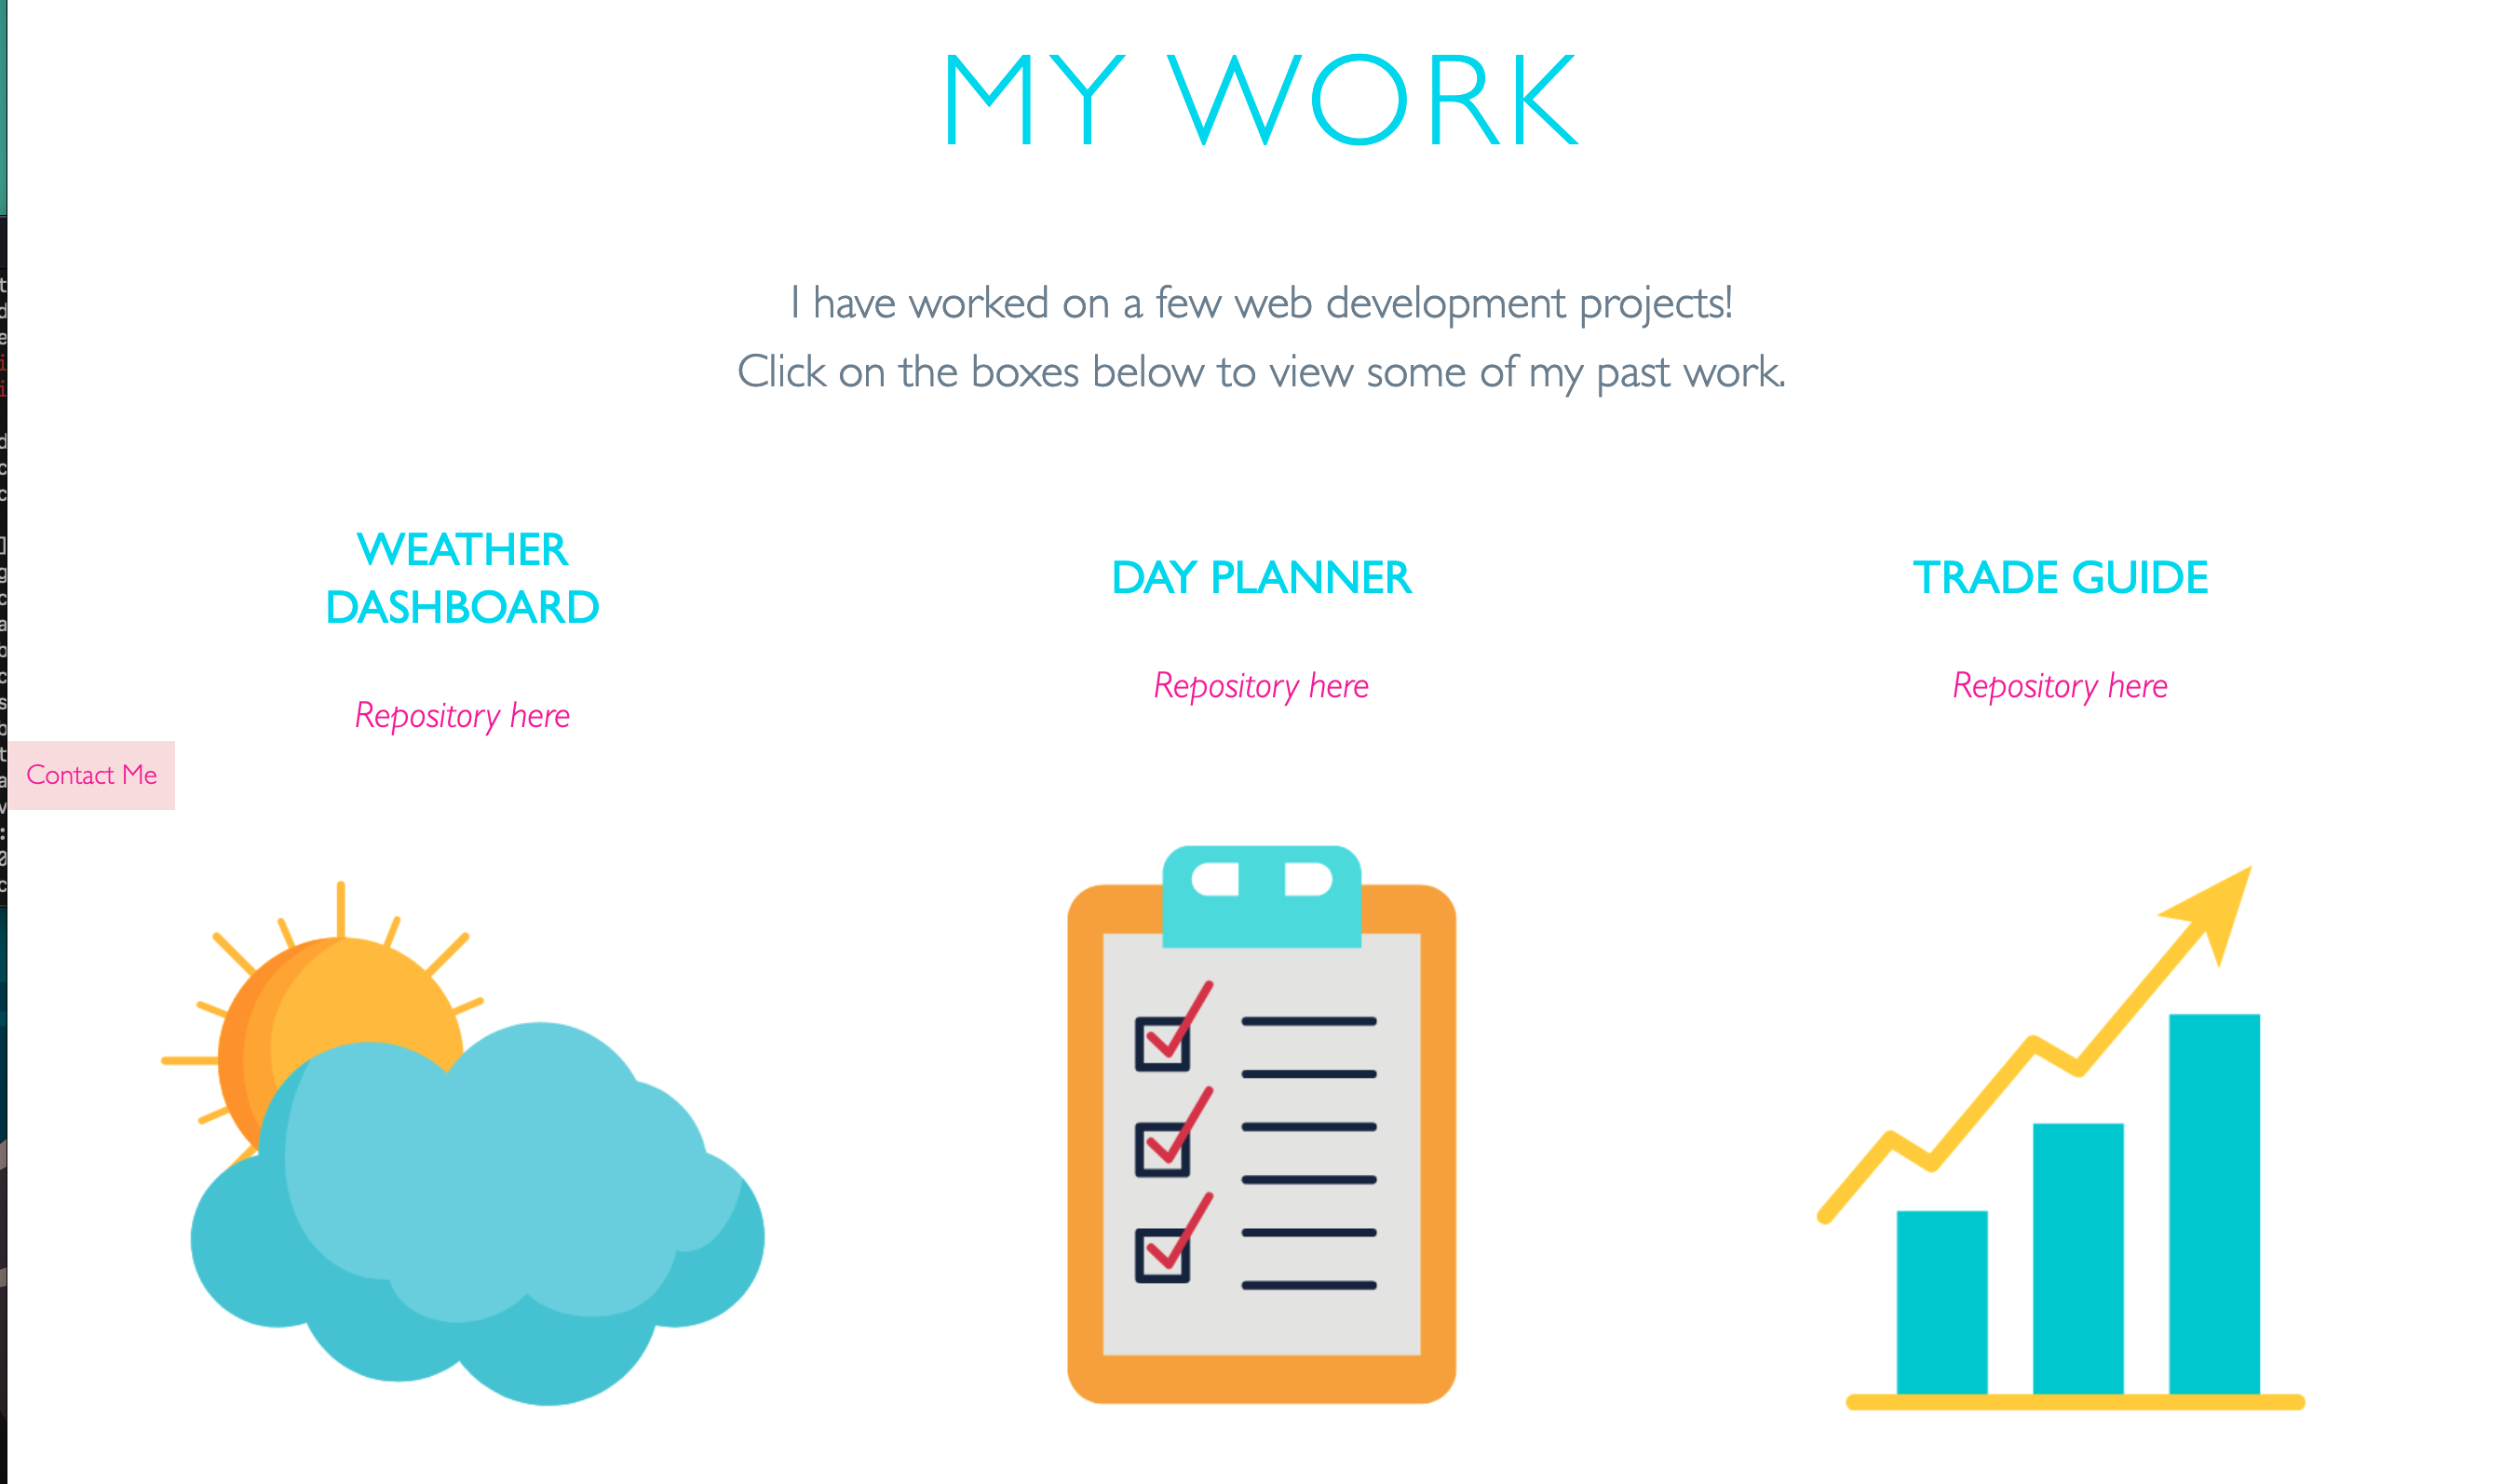 MY WORK
I have worked on a few web development projects!
Click on the boxes below to view some of my past work.
WEATHER
DASHBOARD
Repository here
DAY PLANNER
Repository here
TRADE GUIDE
Repository here
Contact Me